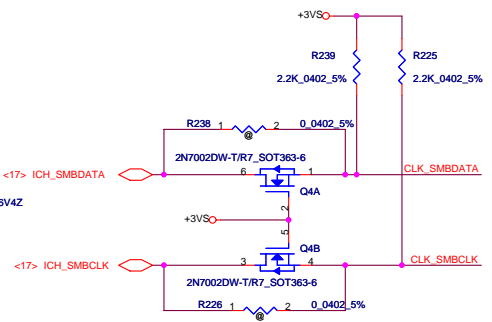 +3VS
R239
R225
2.2K_0402_5%
2.2K_0402_5%
R238 1
2
0_0402_5%
@
2N7002DW-T/R7_SOT363-6
<17> ICH_SMBDATA
6
1
CLK_SMBDATA
Q4A
6V4Z
2
+3VS
5
Q4B
<17> ICH_SMBCLK
3
4
CLK_SMBCLK
2N7002DW-T/R7_SOT363-6
R226 1
2
0_0402_5%
@